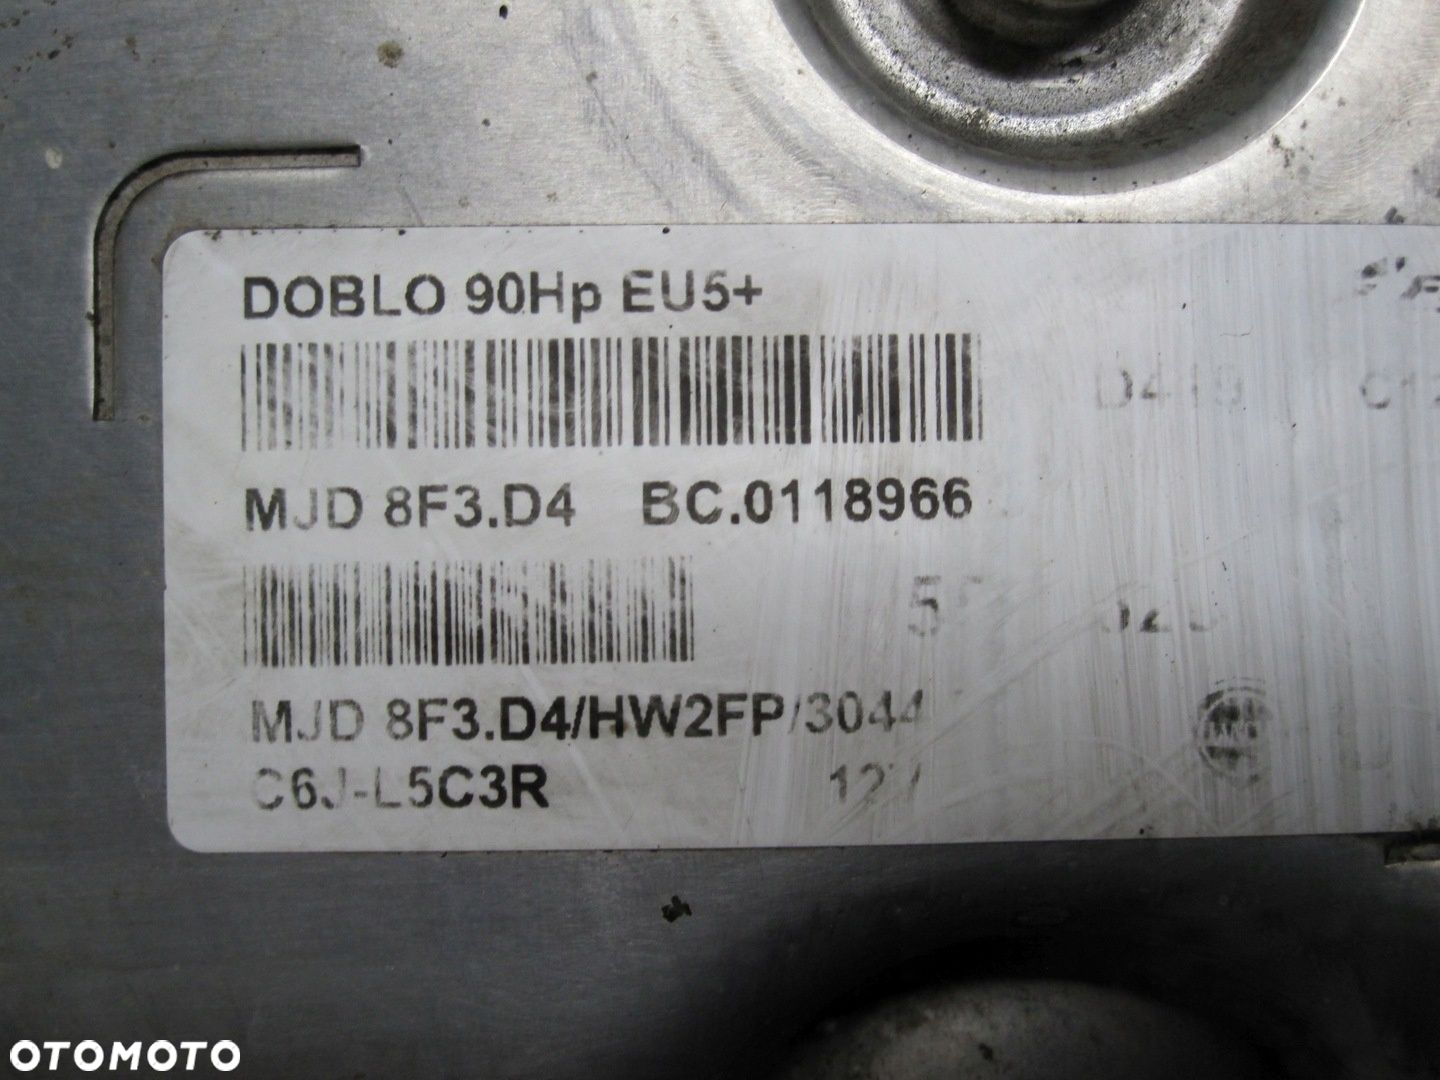 DOBLO 90Hp EU5+
MJD 8F3.D4 BC.0118966
MJD 8F3.D4/HW2FP/3044
C6J-L5C3R
OTOMOTO